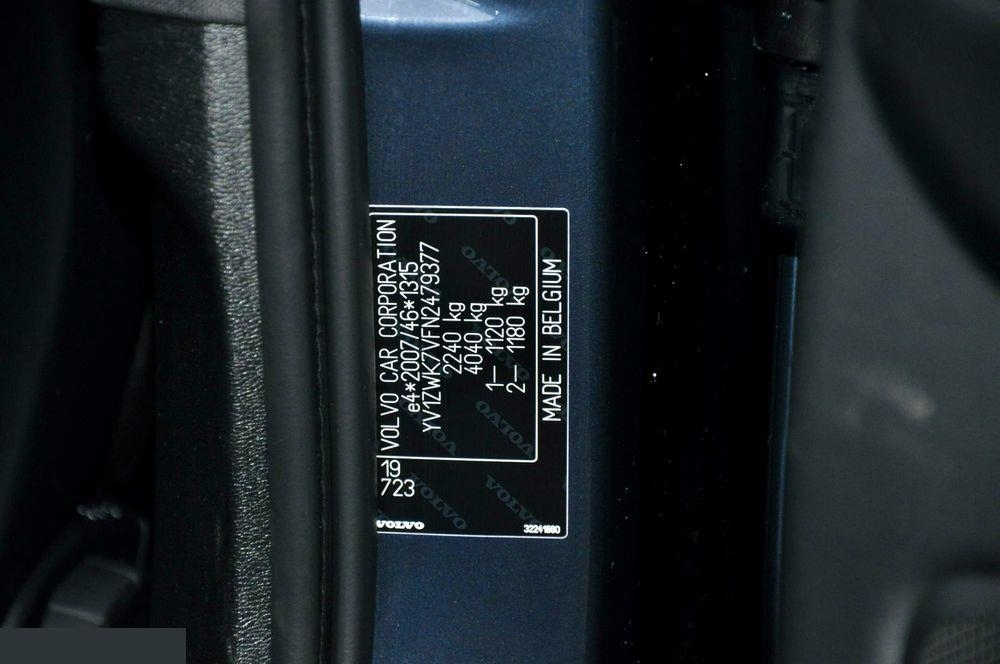 VOLVO CAR CORPORATION
e4*2007/46*1315
YV1ZWK7VFN2479377
2240 kg
4040 kg
1– 1120 kg
2– 1180 kg
MADE IN BELGIUM
19
723
VOLVO
32241880